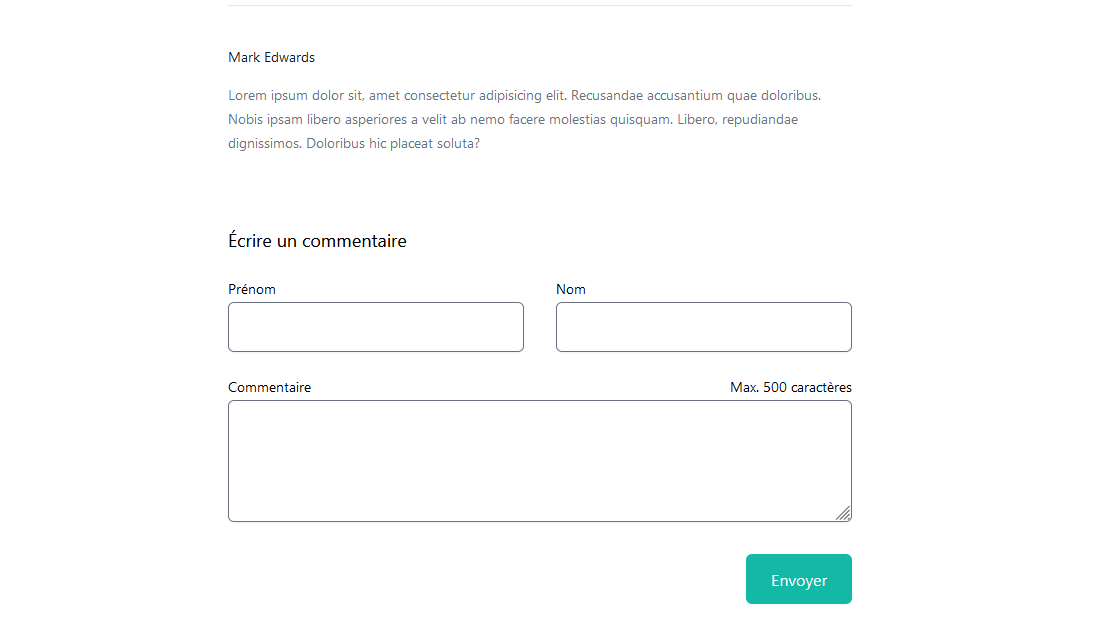 Mark Edwards
Lorem ipsum dolor sit, amet consectetur adipisicing elit. Recusandae accusantium quae doloribus.
Nobis ipsam libero asperiores a velit ab nemo facere molestias quisquam. Libero, repudiandae
dignissimos. Doloribus hic placeat soluta?
Écrire un commentaire
Prénom
Nom
Commentaire
Max. 500 caractères
Envoyer